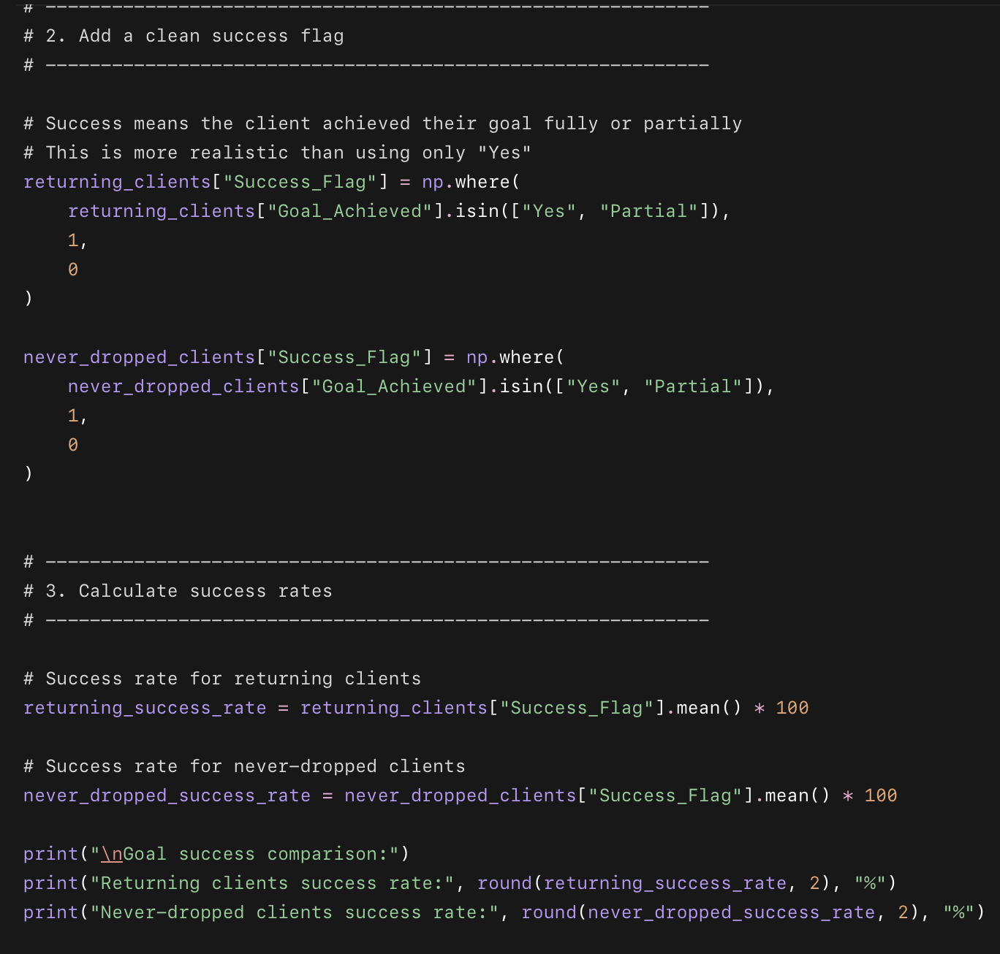 # ------------------------------------------------------------
# 2. Add a clean success flag
# ------------------------------------------------------------
# Success means the client achieved their goal fully or partially
# This is more realistic than using only "Yes"
returning_clients["Success_Flag"] = np.where(
    returning_clients["Goal_Achieved"].isin(["Yes", "Partial"]),
    1,
    0
)
never_dropped_clients["Success_Flag"] = np.where(
    never_dropped_clients["Goal_Achieved"].isin(["Yes", "Partial"]),
    1,
    0
)
# ------------------------------------------------------------
# 3. Calculate success rates
# ------------------------------------------------------------
# Success rate for returning clients
returning_success_rate = returning_clients["Success_Flag"].mean() * 100
# Success rate for never-dropped clients
never_dropped_success_rate = never_dropped_clients["Success_Flag"].mean() * 100
print("\nGoal success comparison:")
print("Returning clients success rate:", round(returning_success_rate, 2), "%")
print("Never-dropped clients success rate:", round(never_dropped_success_rate, 2), "%")